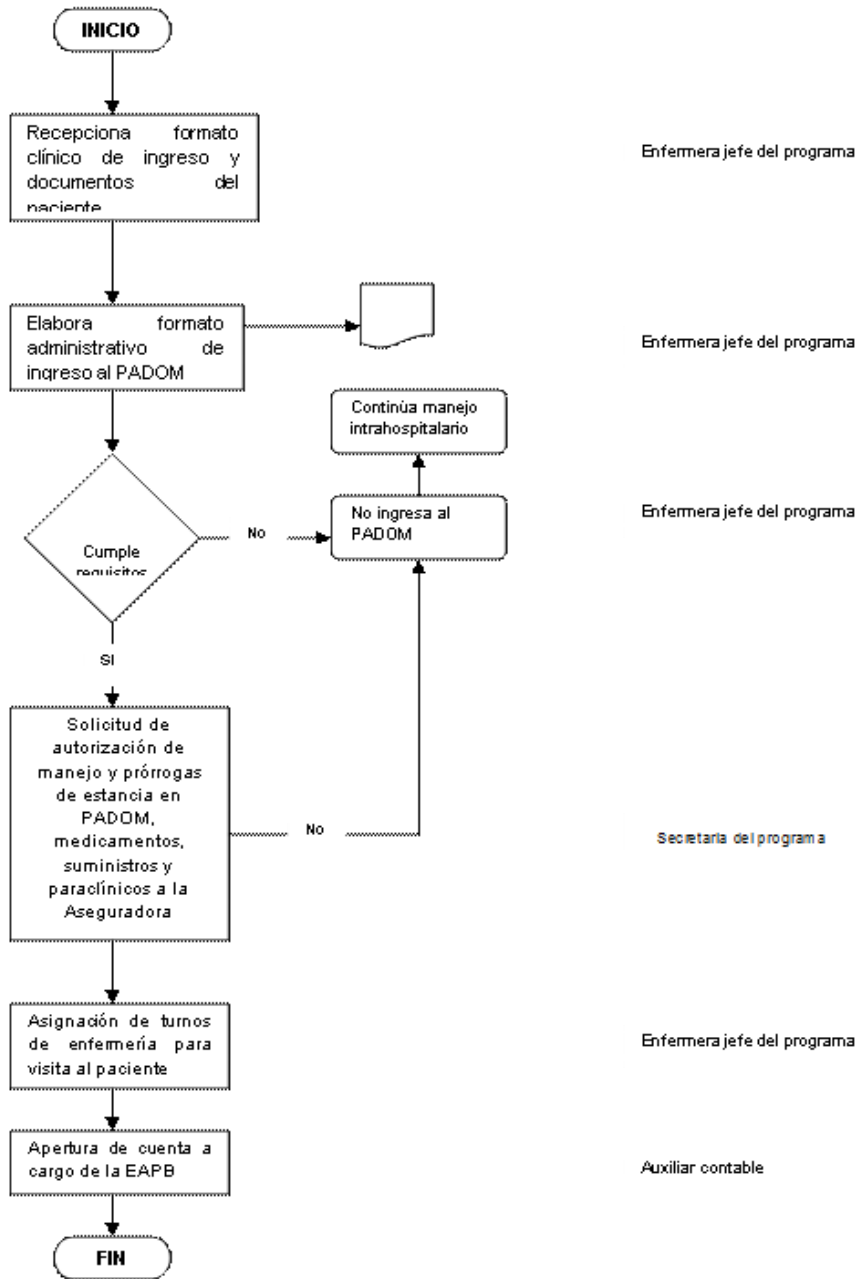 INICIO
Recepciona formato
clínico de ingreso y
documentos del
paciente
Enfermera jefe del programa
Elabora formato
administrativo de
ingreso al PADOM
Enfermera jefe del programa
Continúa manejo
intrahospitalario
No ingresa al
PADOM
Enfermera jefe del programa
No
Cumple
requisitos
SI
Solicitud de
autorización de
manejo y prórrogas
de estancia en
PADOM,
medicamentos,
suministros y
paraclínicos a la
Aseguradora
No
Secretaria del programa
Asignación de turnos
de enfermería para
visita al paciente
Enfermera jefe del programa
Apertura de cuenta a
cargo de la EAPB
Auxiliar contable
FIN